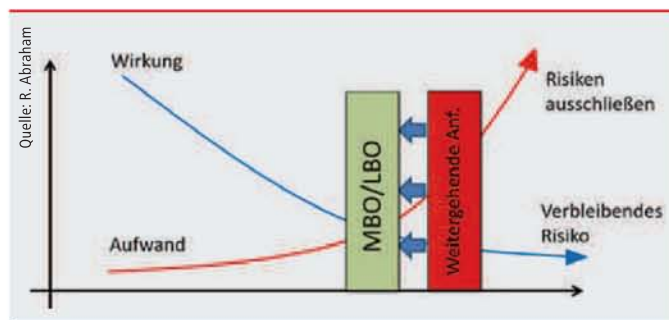 Quelle: R. Abraham
Wirkung
Aufwand
MBO/LBO
Weitergehende Anf.
Risiken
ausschließen
Verbleibendes
Risiko